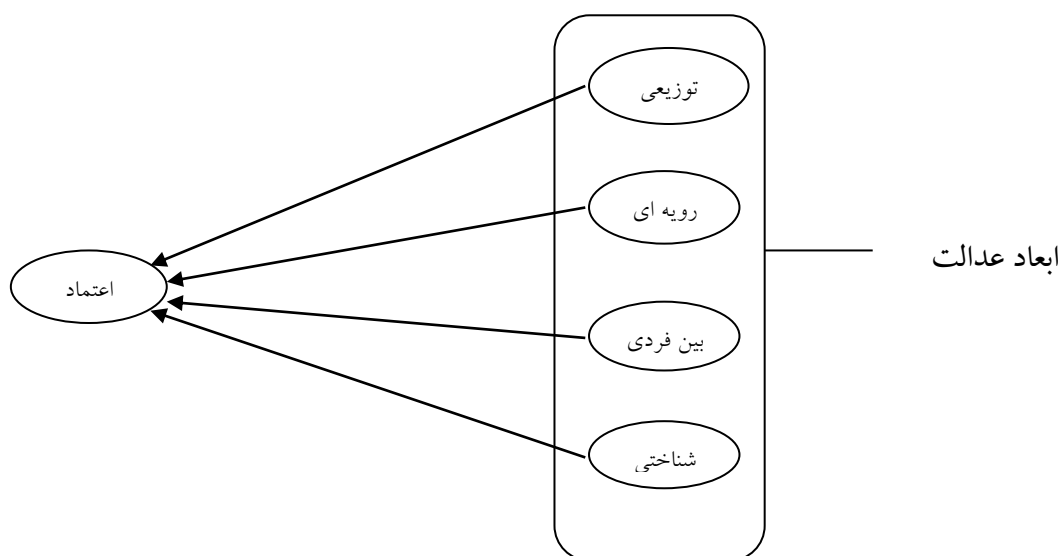 توزیعی
رویه ای
ابعاد عدالت
اعتماد
بین فردی
شناختی